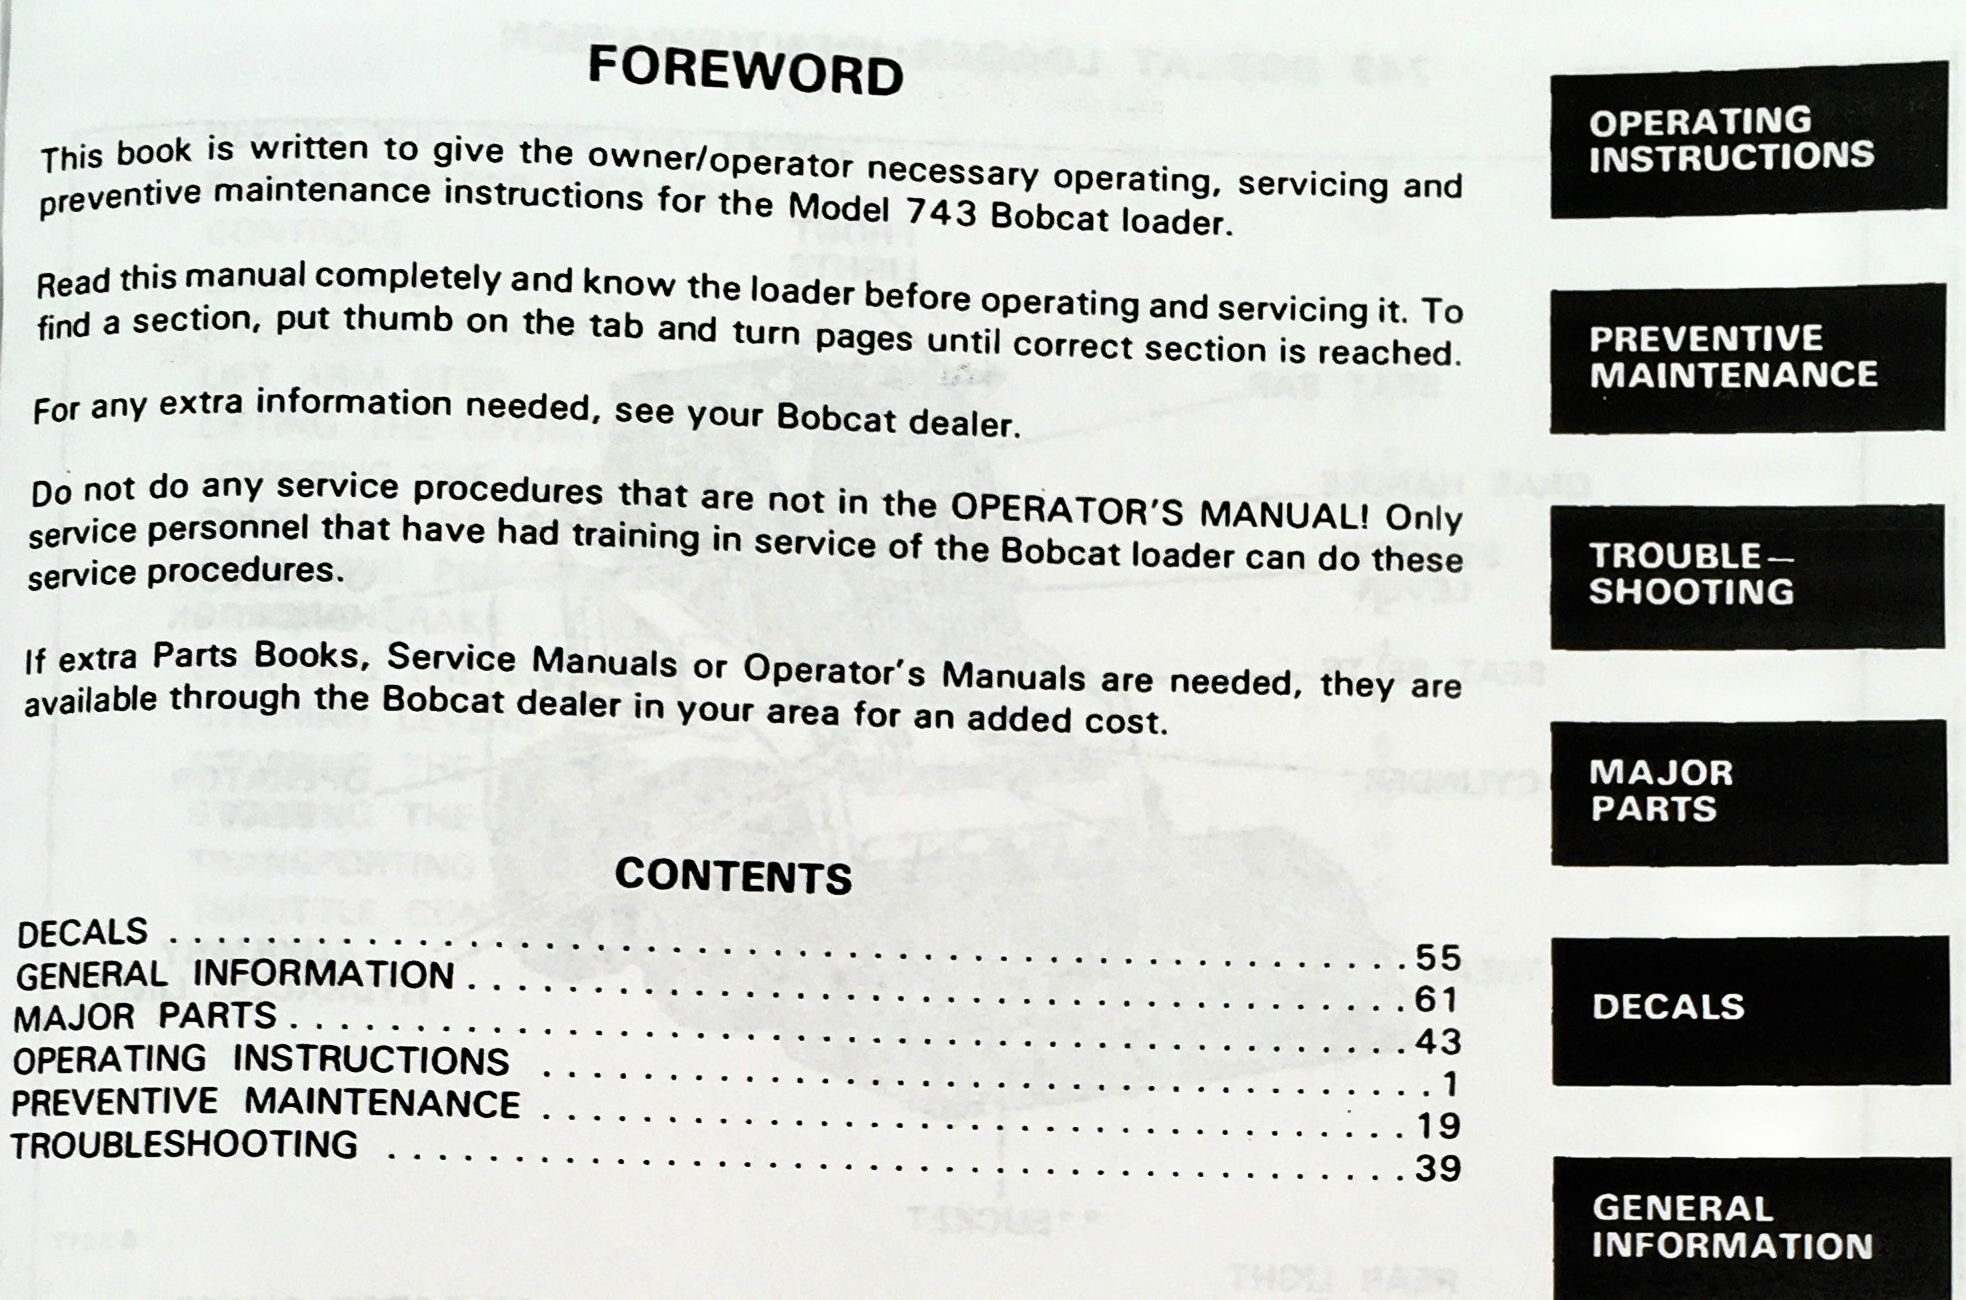 FOREWORD
This book is written to give the owner/operator necessary operating, servicing and
preventive maintenance instructions for the Model 743 Bobcat loader.
Read this manual completely and know the loader before operating and servicing it. To
find a section, put thumb on the tab and turn pages until correct section is reached.
For any extra information needed, see your Bobcat dealer.
Do not do any service procedures that are not in the OPERATOR'S MANUAL! Only
service personnel that have had training in service of the Bobcat loader can do these
service procedures.
If extra Parts Books, Service Manuals or Operator's Manuals are needed, they are
available through the Bobcat dealer in your area for an added cost.
CONTENTS
DECALS . . . . . . . . . . . . . . . . . . . . . . . . . . . . . . . . . . . . . . . . 55
GENERAL INFORMATION . . . . . . . . . . . . . . . . . . . . . . . . . . . . . . 61
MAJOR PARTS . . . . . . . . . . . . . . . . . . . . . . . . . . . . . . . . . . . . 43
OPERATING INSTRUCTIONS . . . . . . . . . . . . . . . . . . . . . . . . . . . . 1
PREVENTIVE MAINTENANCE . . . . . . . . . . . . . . . . . . . . . . . . . . . . 19
TROUBLESHOOTING . . . . . . . . . . . . . . . . . . . . . . . . . . . . . . . . . 39
OPERATING
INSTRUCTIONS
PREVENTIVE
MAINTENANCE
TROUBLE—
SHOOTING
MAJOR
PARTS
DECALS
GENERAL
INFORMATION